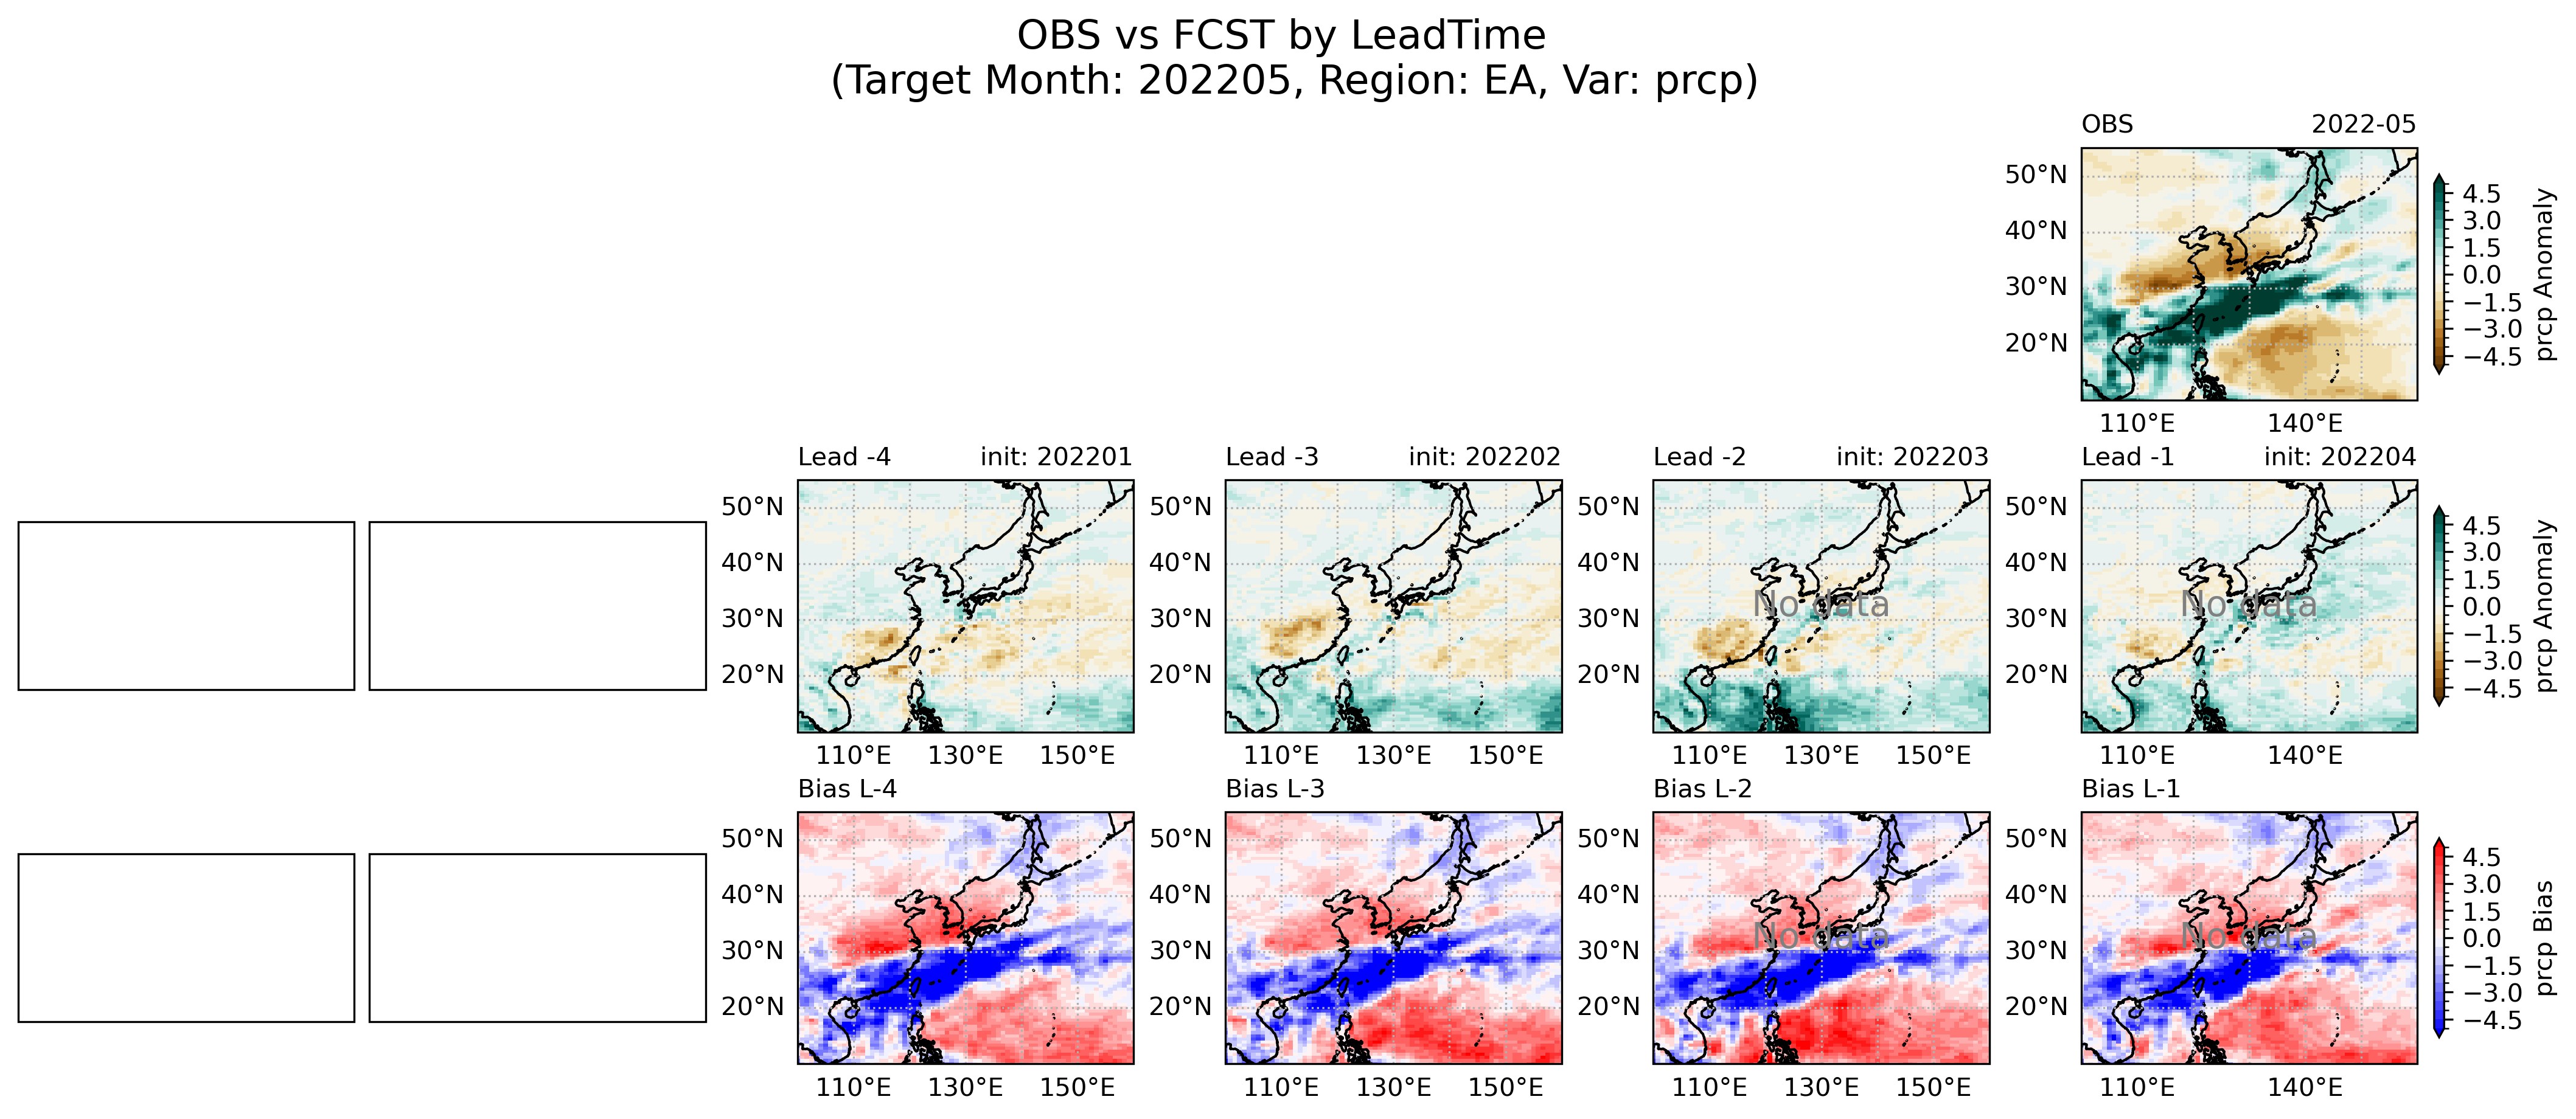 OBS vs FCST by LeadTime
(Target Month: 202205, Region: EA, Var: prcp)
OBS 2022-05
50°N
40°N
30°N
20°N
110°E 140°E
4.5
3.0
1.5
0.0
−1.5
−3.0
−4.5
prcp Anomaly
Lead -4 init: 202201
50°N
40°N
30°N
20°N
110°E 130°E 150°E
Lead -3 init: 202202
50°N
40°N
30°N
20°N
110°E 130°E 150°E
Lead -2 init: 202203
50°N
40°N
30°N
20°N
No data
110°E 130°E 150°E
Lead -1 init: 202204
50°N
40°N
30°N
20°N
No data
110°E 140°E
4.5
3.0
1.5
0.0
−1.5
−3.0
−4.5
prcp Anomaly
Bias L-4
50°N
40°N
30°N
20°N
110°E 130°E 150°E
Bias L-3
50°N
40°N
30°N
20°N
110°E 130°E 150°E
Bias L-2
50°N
40°N
30°N
20°N
No data
110°E 130°E 150°E
Bias L-1
50°N
40°N
30°N
20°N
No data
110°E 140°E
4.5
3.0
1.5
0.0
−1.5
−3.0
−4.5
prcp Bias